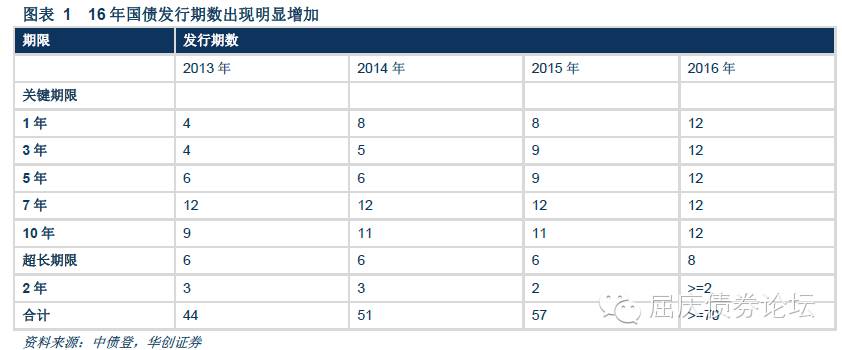 图表 1 16 年国债发行期数出现明显增加
期限 发行期数
2013 年 2014 年 2015 年 2016 年
关键期限
1 年 4 8 8 12
3 年 4 5 9 12
5 年 6 6 9 12
7 年 12 12 12 12
10 年 9 11 11 12
超长期限 6 6 6 8
2 年 3 3 2 >=2
合计 44 51 57 >=70
屈庆债券论坛
资料来源：中债登，华创证券